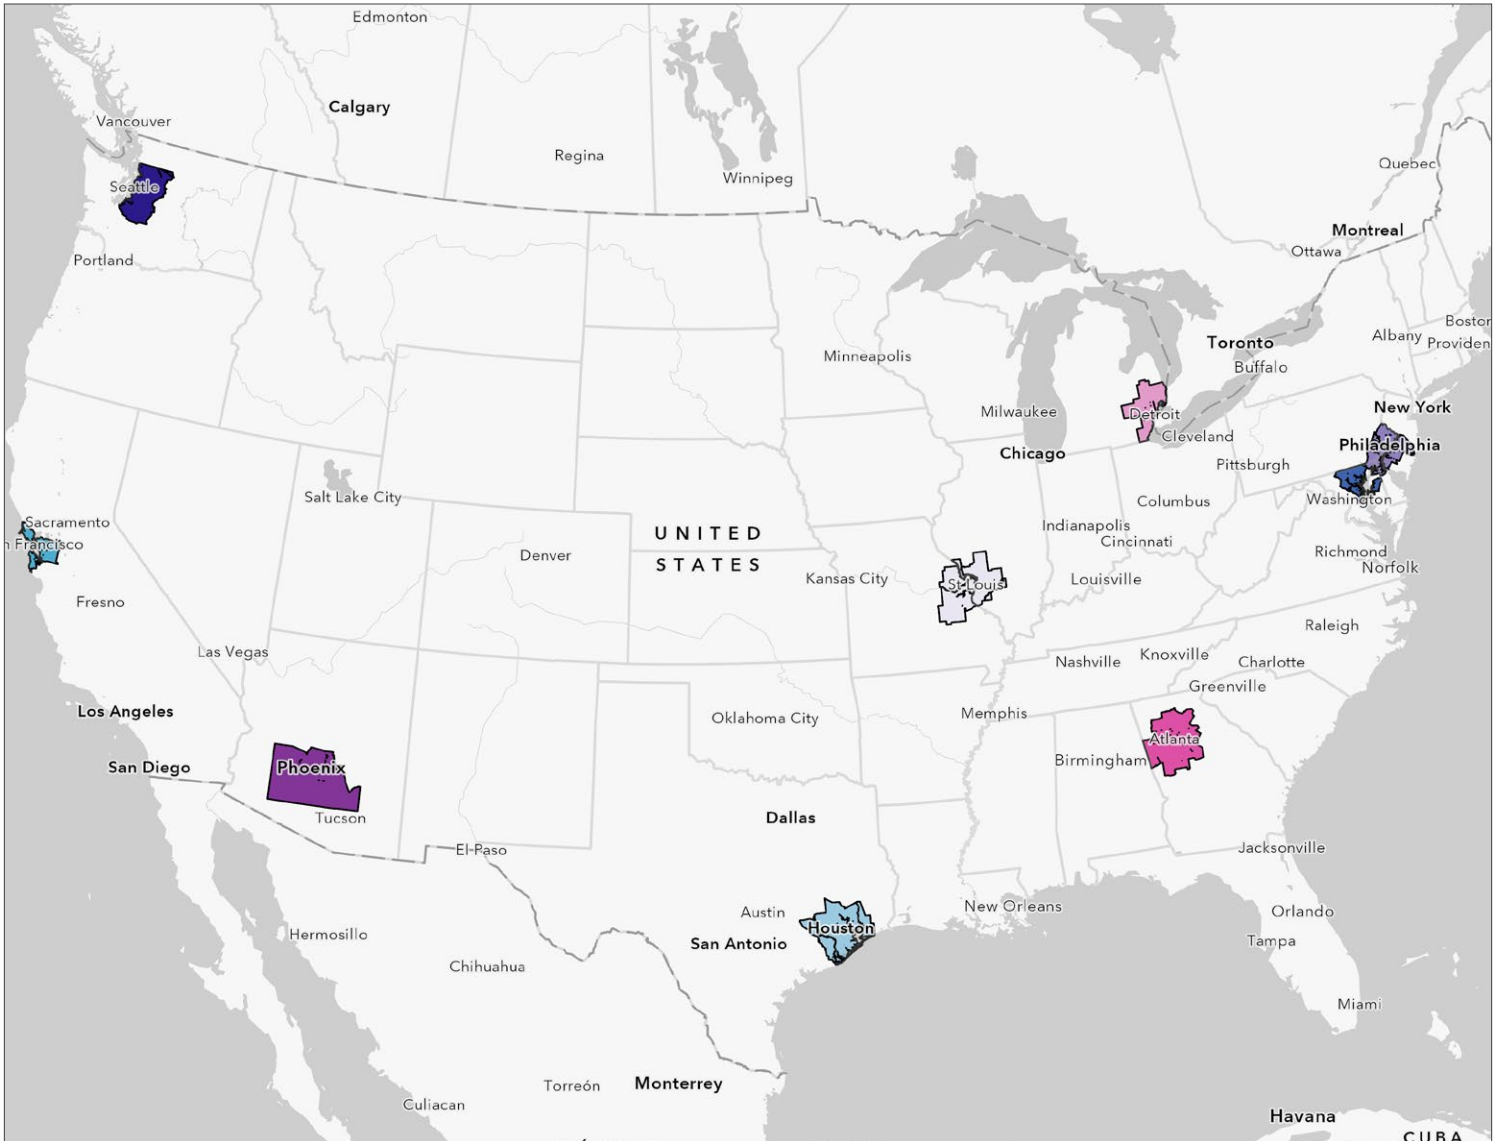 Edmonton
Calgary
Vancouver
Regina
Quebec
Winnipeg
Seattle
Montreal
Ottawa
Portland
Boston
Albany
Providen
Toronto
Minneapolis
Buffalo
New York
Milwaukee
Detroit
Cleveland
Philadelphia
Chicago
Pittsburgh
Salt Lake City
Columbus
Washington
Sacramento
Indianapolis
UNITED
STATES
n Francisco
Cincinnati
Denver
Richmond
Norfolk
Kansas City
St Louis
Louisville
Fresno
Raleigh
Las Vegas
Nashville
Knoxville
Charlotte
Greenville
Los Angeles
Memphis
Oklahoma City
Atlanta
San Diego
Phoenix
Birmingham
Tucson
Dallas
El Paso
Jacksonville
Austin
New Orleans
Orlando
Houston
San Antonio
Tampa
Hermosillo
Chihuahua
Miami
Torreón
Monterrey
Culiacan
Havana
CUBA